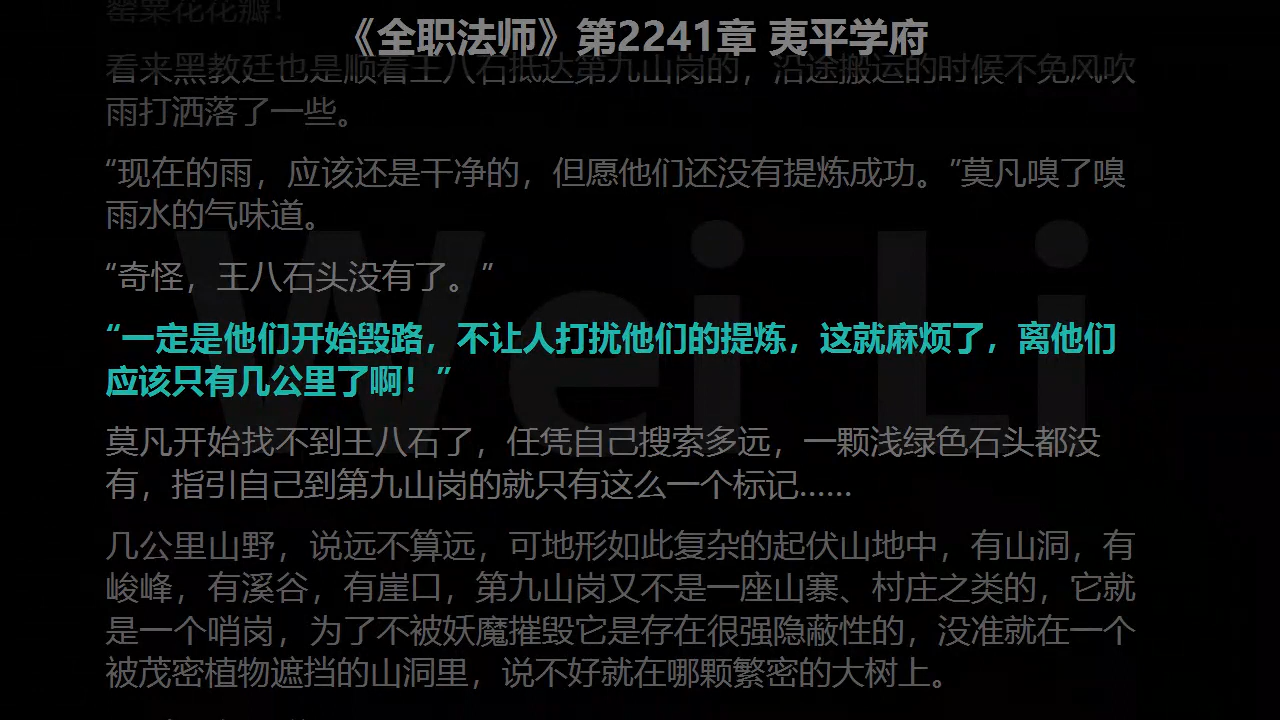 罂粟花花瓣！
《全职法师》第2241章 夷平学府
看来黑教廷也是顺着王八石抵达第九山岗的，沿途搬运的时候不免风吹
雨打洒落了一些。
“现在的雨，应该还是干净的，但愿他们还没有提炼成功。”莫凡嗅了嗅
雨水的气味道。
“奇怪，王八石头没有了。”
“一定是他们开始毁路，不让人打扰他们的提炼，这就麻烦了，离他们
应该只有几公里了啊！”
莫凡开始找不到王八石了，任凭自己搜索多远，一颗浅绿色石头都没
有，指引自己到第九山岗的就只有这么一个标记……
几公里山野，说远不算远，可地形如此复杂的起伏山地中，有山洞，有
峻峰，有溪谷，有崖口，第九山岗又不是一座山寨、村庄之类的，它就
是一个哨岗，为了不被妖魔摧毁它是存在很强隐蔽性的，没准就在一个
被茂密植物遮挡的山洞里，说不好就在哪颗繁密的大树上。
Wei Li